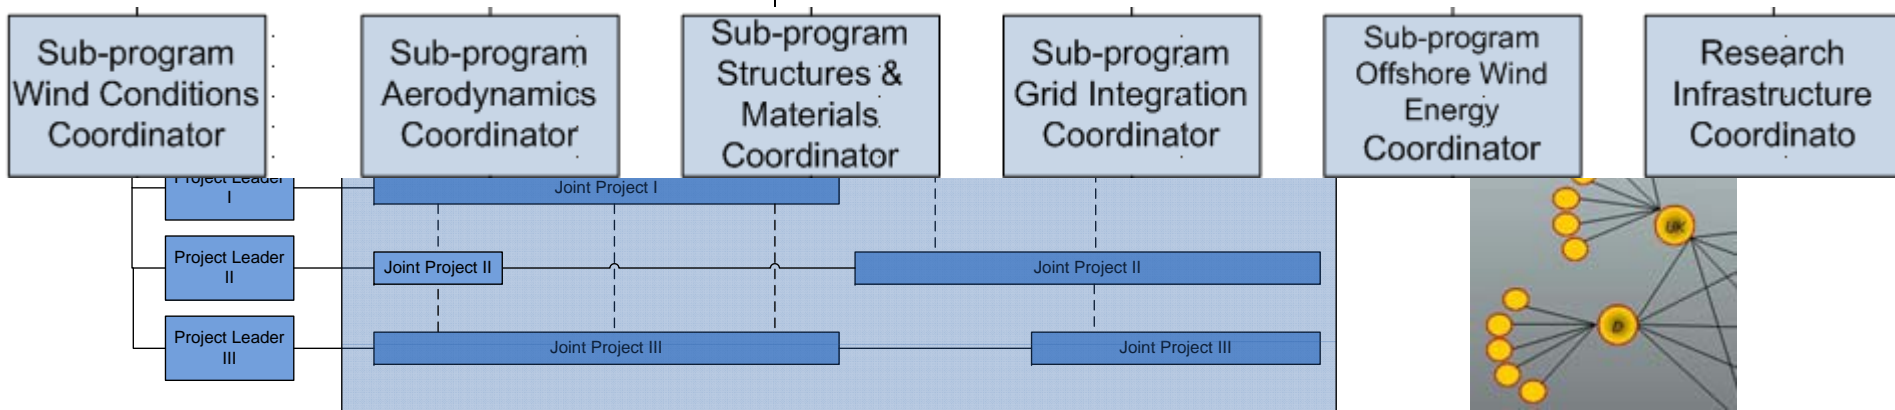 Sub-program
Wind Conditions
Coordinator
Sub-program
Aerodynamics
Coordinator
Sub-program
Structures &
Materials
Coordinator
Sub-program
Grid Integration
Coordinator
Sub-program
Offshore Wind
Energy
Coordinator
Research
Infrastructure
Coordinato
Project Leader
I
Joint Project I
Project Leader
II
Joint Project II
Joint Project II
Project Leader
III
Joint Project III
Joint Project III
UK
D